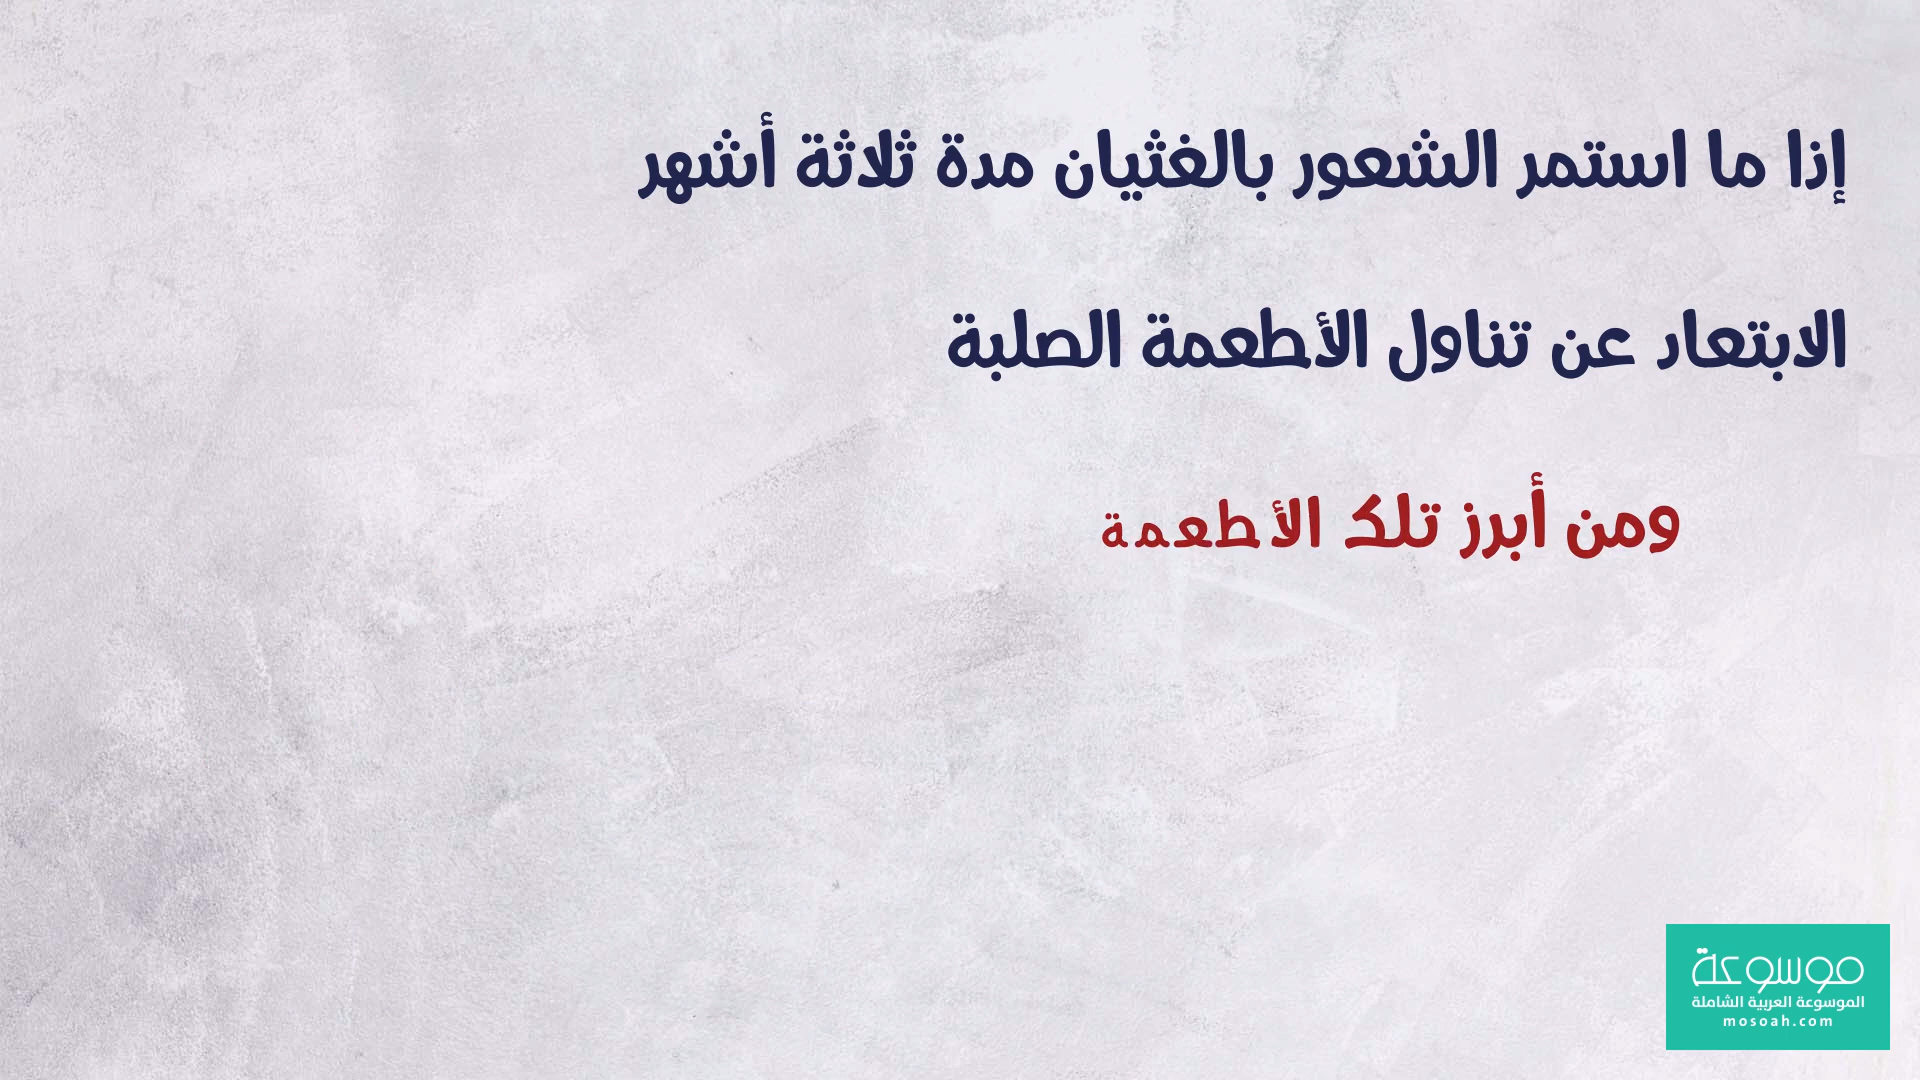 إذا ما استمر الشعور بالغثيان مدة ثلاثة أشهر
الابتعاد عن تناول الأطعمة الصلبة
ومن أبرز تلك الأطعمة
موسوعة
الموسوعة العربية الشاملة
mosoah.com